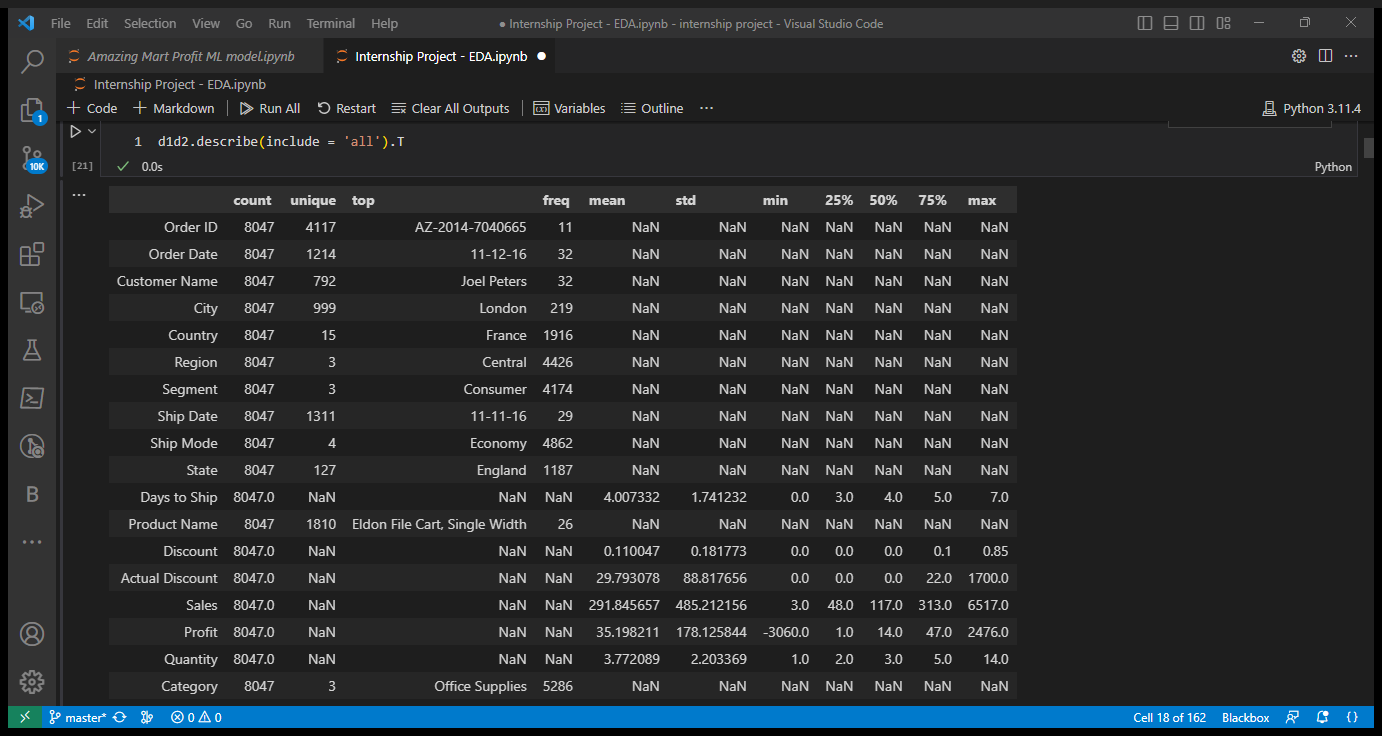 File Edit Selection View Go Run Terminal Help ● Internship Project - EDA.ipynb - internship project - Visual Studio Code
Amazing Mart Profit ML model.ipynb Internship Project - EDA.ipynb ●
Internship Project - EDA.ipynb
+ Code + Markdown Run All Restart Clear All Outputs Variables Outline ... Python 3.11.4
1 d1d2.describe(include = 'all').T
[21] ✓ 0.0s Python
...
count unique top freq mean std min 25% 50% 75% max
Order ID 8047 4117 AZ-2014-7040665 11 NaN NaN NaN NaN NaN NaN NaN
Order Date 8047 1214 11-12-16 32 NaN NaN NaN NaN NaN NaN NaN
Customer Name 8047 792 Joel Peters 32 NaN NaN NaN NaN NaN NaN NaN
City 8047 999 London 219 NaN NaN NaN NaN NaN NaN NaN
Country 8047 15 France 1916 NaN NaN NaN NaN NaN NaN NaN
Region 8047 3 Central 4426 NaN NaN NaN NaN NaN NaN NaN
Segment 8047 3 Consumer 4174 NaN NaN NaN NaN NaN NaN NaN
Ship Date 8047 1311 11-11-16 29 NaN NaN NaN NaN NaN NaN NaN
Ship Mode 8047 4 Economy 4862 NaN NaN NaN NaN NaN NaN NaN
State 8047 127 England 1187 NaN NaN NaN NaN NaN NaN NaN
Days to Ship 8047.0 NaN NaN NaN 4.007332 1.741232 0.0 3.0 4.0 5.0 7.0
Product Name 8047 1810 Eldon File Cart, Single Width 26 NaN NaN NaN NaN NaN NaN NaN
Discount 8047.0 NaN NaN NaN 0.110047 0.181773 0.0 0.0 0.0 0.1 0.85
Actual Discount 8047.0 NaN NaN NaN 29.793078 88.817656 0.0 0.0 0.0 22.0 1700.0
Sales 8047.0 NaN NaN NaN 291.845657 485.212156 3.0 48.0 117.0 313.0 6517.0
Profit 8047.0 NaN NaN NaN 35.198211 178.125844 -3060.0 1.0 14.0 47.0 2476.0
Quantity 8047.0 NaN NaN NaN 3.772089 2.203369 1.0 2.0 3.0 5.0 14.0
Category 8047 3 Office Supplies 5286 NaN NaN NaN NaN NaN NaN NaN
1
10K
B
...
master* 0 0 Cell 18 of 162 Blackbox {}